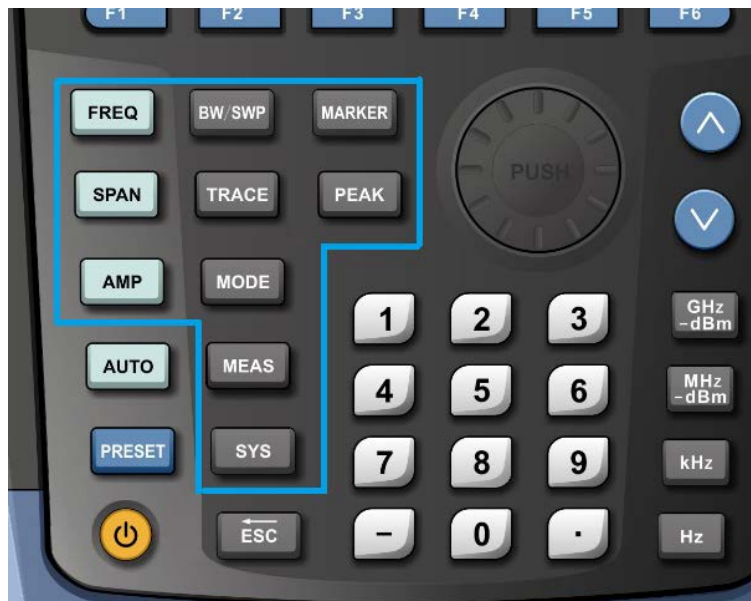 F1 F2 F3 F4 F5 F6
FREQ BW/SWP MARKER
SPAN TRACE PEAK
PUSH
AMP MODE
1 2 3 GHz
-dBm
AUTO MEAS
4 5 6 MHz
-dBm
PRESET SYS
7 8 9 kHz
ESC
- 0 . Hz